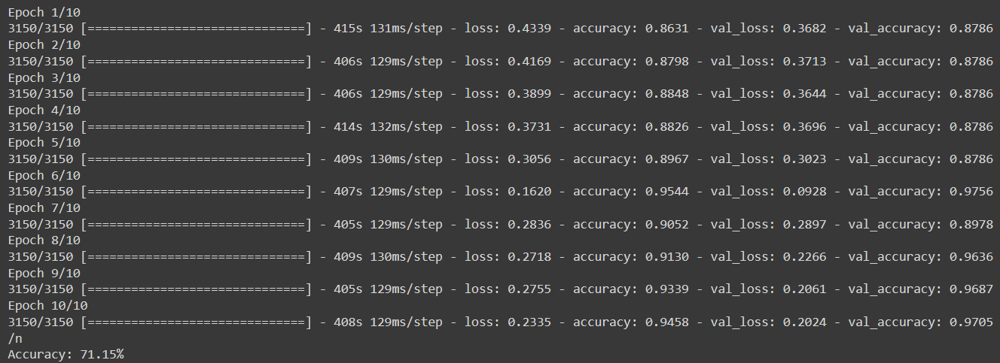 Epoch 1/10
3150/3150 [==============================] - 415s 131ms/step - loss: 0.4339 - accuracy: 0.8631 - val_loss: 0.3682 - val_accuracy: 0.8786
Epoch 2/10
3150/3150 [==============================] - 406s 129ms/step - loss: 0.4169 - accuracy: 0.8798 - val_loss: 0.3713 - val_accuracy: 0.8786
Epoch 3/10
3150/3150 [==============================] - 406s 129ms/step - loss: 0.3899 - accuracy: 0.8848 - val_loss: 0.3644 - val_accuracy: 0.8786
Epoch 4/10
3150/3150 [==============================] - 414s 132ms/step - loss: 0.3731 - accuracy: 0.8826 - val_loss: 0.3696 - val_accuracy: 0.8786
Epoch 5/10
3150/3150 [==============================] - 409s 130ms/step - loss: 0.3056 - accuracy: 0.8967 - val_loss: 0.3023 - val_accuracy: 0.8786
Epoch 6/10
3150/3150 [==============================] - 407s 129ms/step - loss: 0.1620 - accuracy: 0.9544 - val_loss: 0.0928 - val_accuracy: 0.9756
Epoch 7/10
3150/3150 [==============================] - 405s 129ms/step - loss: 0.2836 - accuracy: 0.9052 - val_loss: 0.2897 - val_accuracy: 0.8978
Epoch 8/10
3150/3150 [==============================] - 409s 130ms/step - loss: 0.2718 - accuracy: 0.9130 - val_loss: 0.2266 - val_accuracy: 0.9636
Epoch 9/10
3150/3150 [==============================] - 405s 129ms/step - loss: 0.2755 - accuracy: 0.9339 - val_loss: 0.2061 - val_accuracy: 0.9687
Epoch 10/10
3150/3150 [==============================] - 408s 129ms/step - loss: 0.2335 - accuracy: 0.9458 - val_loss: 0.2024 - val_accuracy: 0.9705
/n
Accuracy: 71.15%